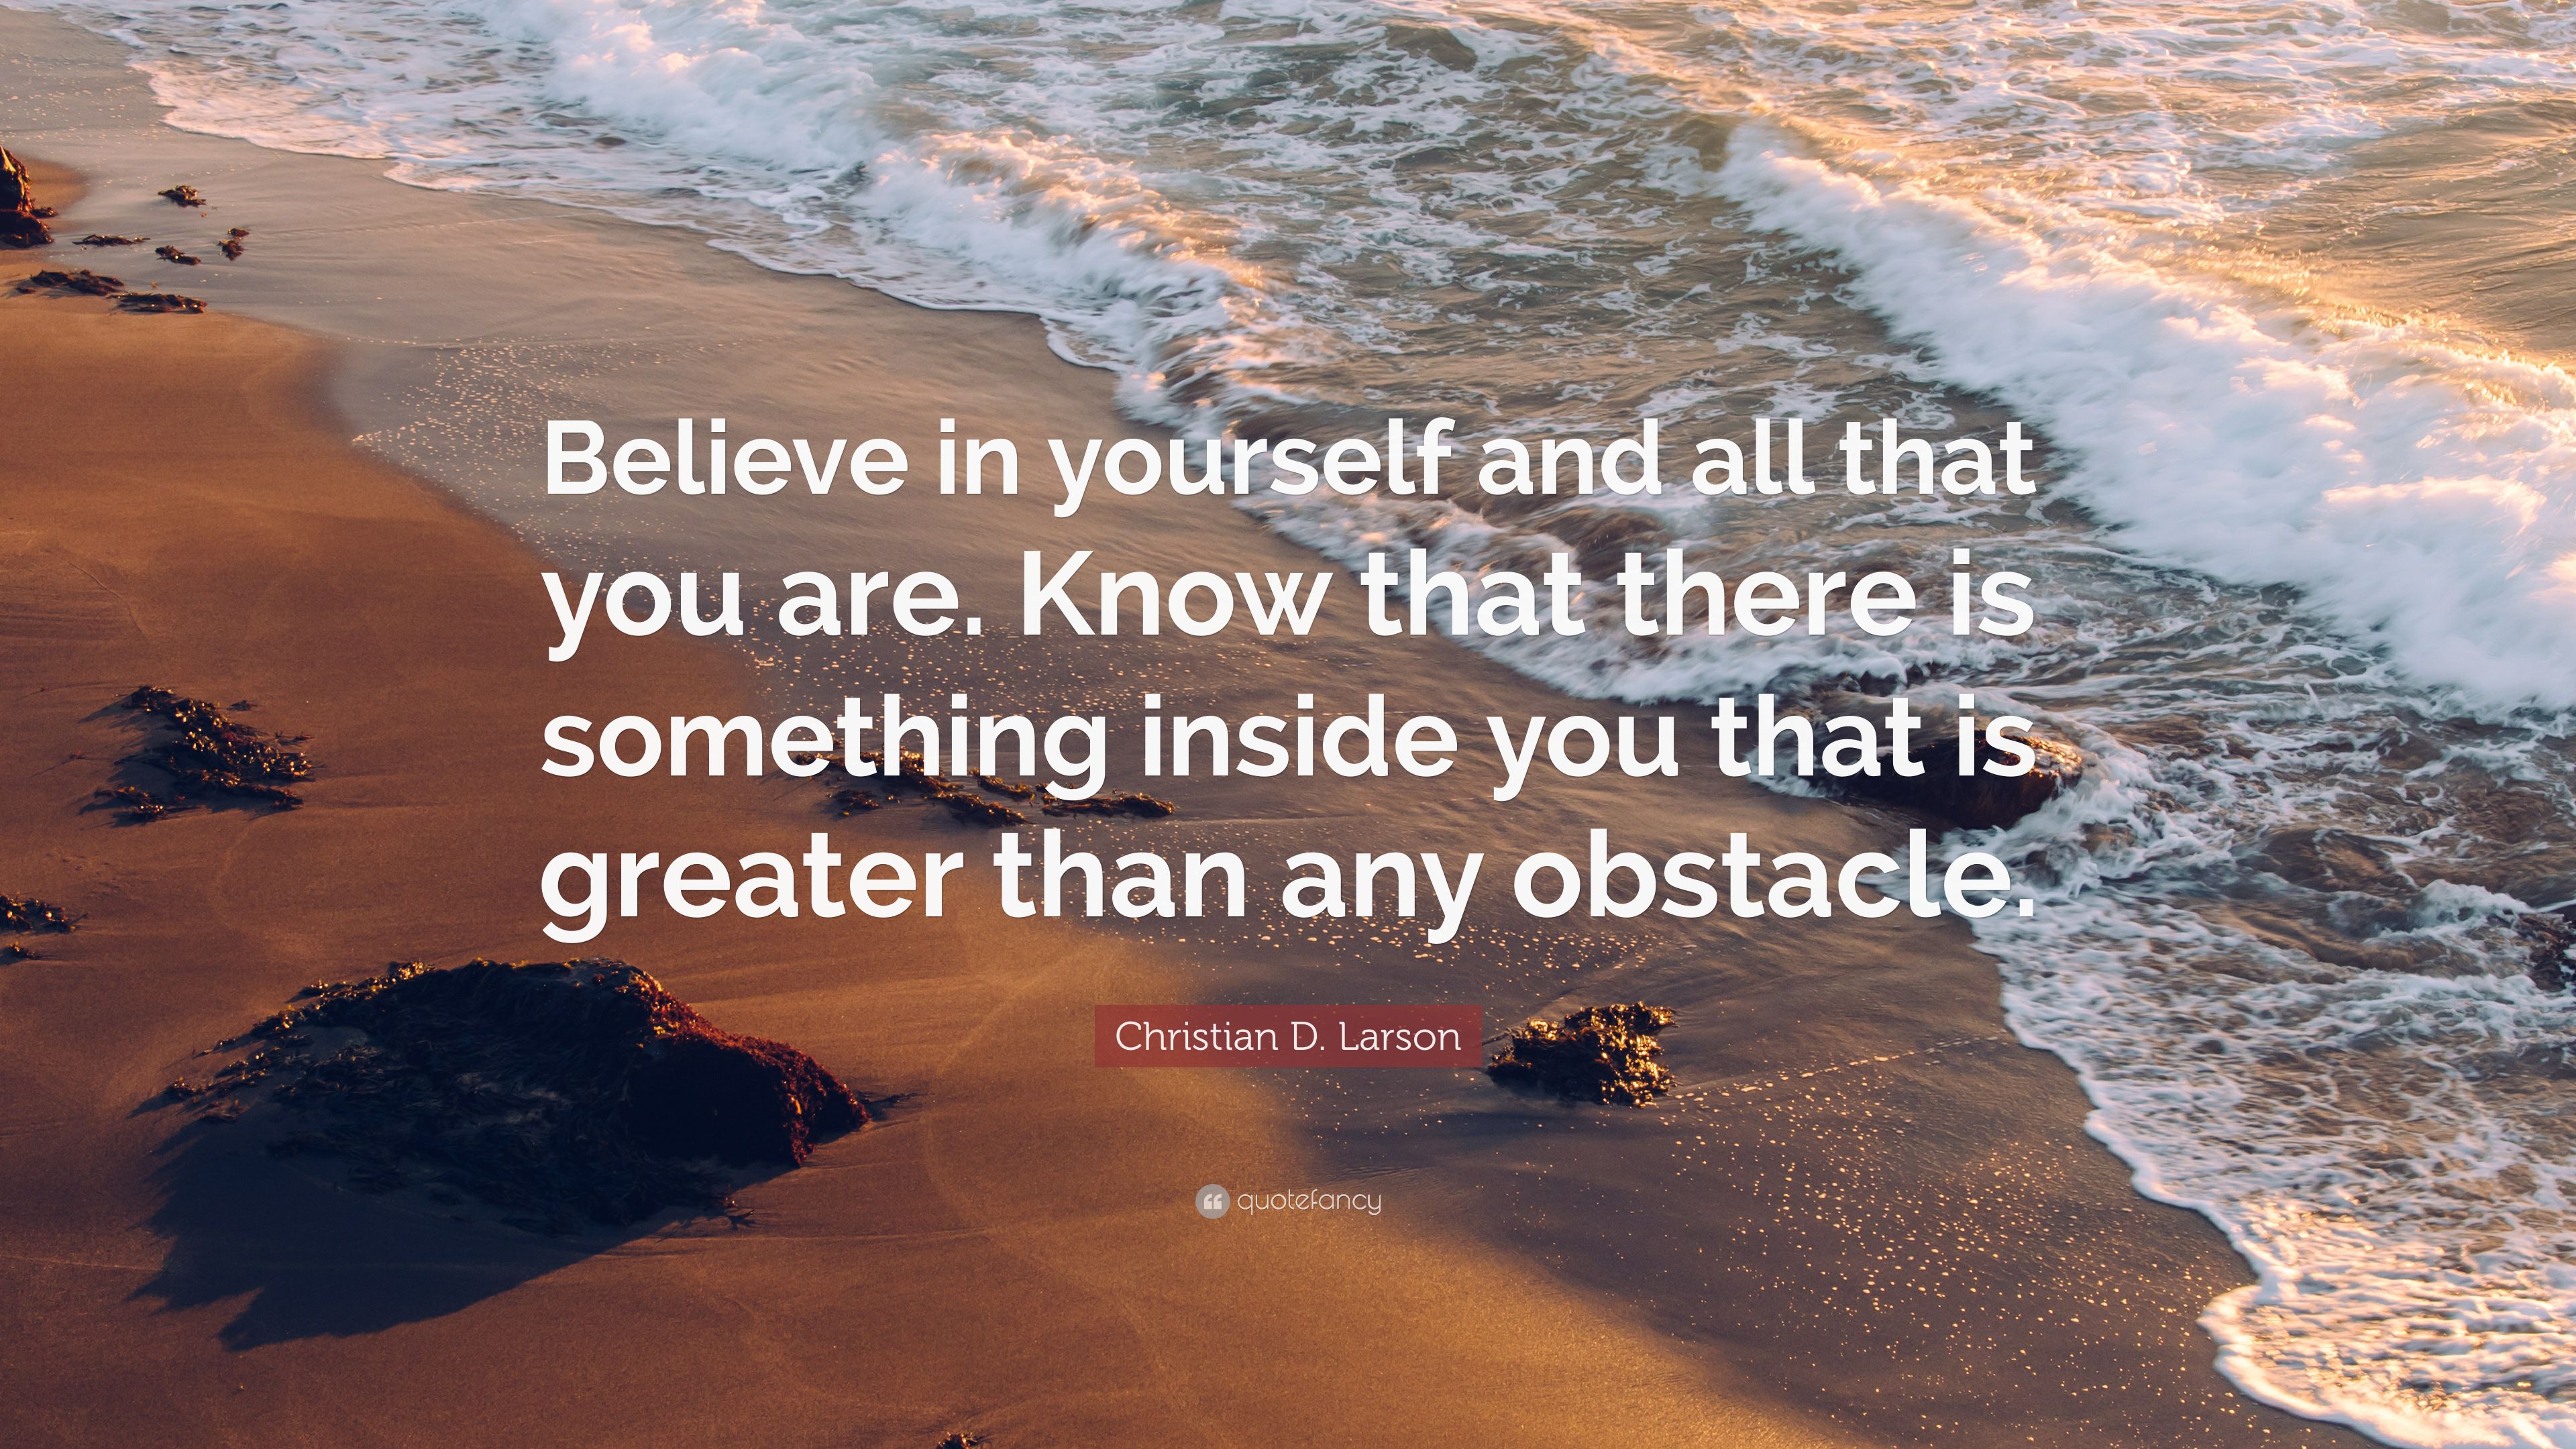 Believe in yourself and all that
you are. Know that there is
something inside you that is
greater than any obstacle.
Christian D. Larson
quotefancy